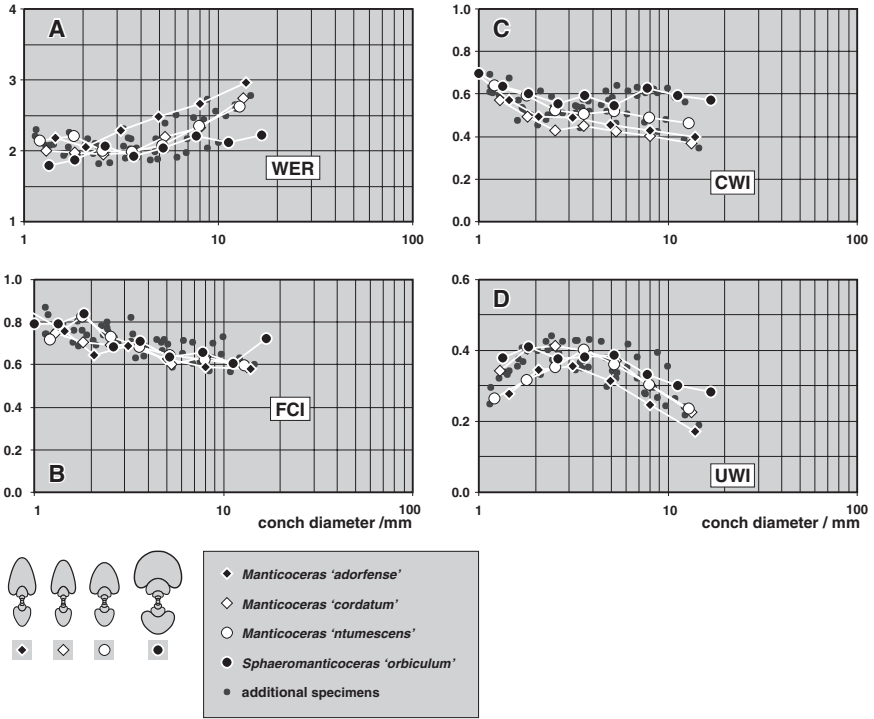 4
3
2
1
A
WER
1
10
100
1.0
0.8
0.6
0.4
0.2
0.0
C
CWI
1
10
100
1.0
0.8
0.6
0.4
0.2
0.0
B
FCI
1
10
100
conch diameter /mm
0.6
0.4
0.2
0.0
D
UWI
1
10
100
conch diameter / mm
Manticoceras ‘adorfense’
Manticoceras ‘cordatum’
Manticoceras ‘ntumescens’
Sphaeromanticoceras ‘orbiculum’
additional specimens